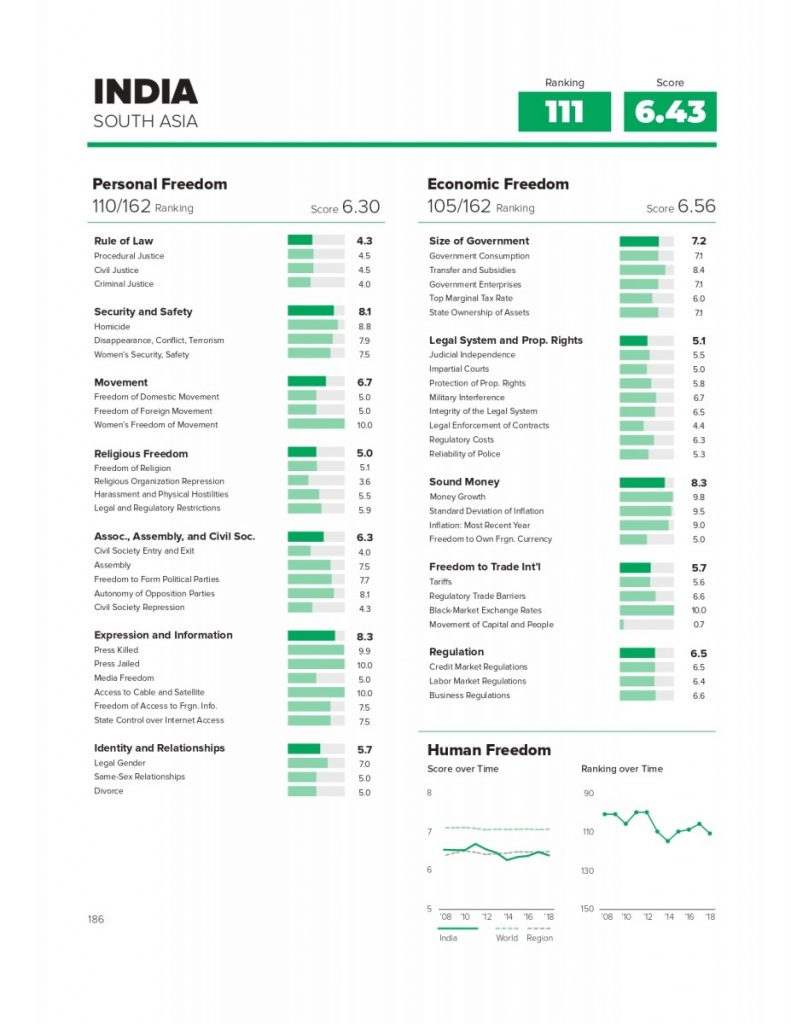 INDIA
SOUTH ASIA
Ranking
111
Score
6.43
Personal Freedom
110/162 Ranking
Score 6.30
Rule of Law 4.3
Procedural Justice 4.5
Civil Justice 4.5
Criminal Justice 4.0
Security and Safety 8.1
Homicide 8.8
Disappearance, Conflict, Terrorism 7.9
Women's Security, Safety 7.5
Movement 6.7
Freedom of Domestic Movement 5.0
Freedom of Foreign Movement 5.0
Women's Freedom of Movement 10.0
Religious Freedom 5.0
Freedom of Religion 5.1
Religious Organization Repression 3.6
Harassment and Physical Hostilities 5.5
Legal and Regulatory Restrictions 5.9
Assoc., Assembly, and Civil Soc. 6.3
Civil Society Entry and Exit 4.0
Assembly 7.5
Freedom to Form Political Parties 7.7
Autonomy of Opposition Parties 8.1
Civil Society Repression 4.3
Expression and Information 8.3
Press Killed 9.9
Press Jailed 10.0
Media Freedom 5.0
Access to Cable and Satellite 10.0
Freedom of Access to Frgn. Info. 7.5
State Control over Internet Access 7.5
Identity and Relationships 5.7
Legal Gender 7.0
Same-Sex Relationships 5.0
Divorce 5.0
Economic Freedom
105/162 Ranking
Score 6.56
Size of Government 7.2
Government Consumption 7.1
Transfer and Subsidies 8.4
Government Enterprises 7.1
Top Marginal Tax Rate 6.0
State Ownership of Assets 7.1
Legal System and Prop. Rights 5.1
Judicial Independence 5.5
Impartial Courts 5.0
Protection of Prop. Rights 5.8
Military Interference 6.7
Integrity of the Legal System 6.5
Legal Enforcement of Contracts 4.4
Regulatory Costs 6.3
Reliability of Police 5.3
Sound Money 8.3
Money Growth 9.8
Standard Deviation of Inflation 9.5
Inflation: Most Recent Year 9.0
Freedom to Own Frgn. Currency 5.0
Freedom to Trade Int'l 5.7
Tariffs 5.6
Regulatory Trade Barriers 6.6
Black-Market Exchange Rates 10.0
Movement of Capital and People 0.7
Regulation 6.5
Credit Market Regulations 6.5
Labor Market Regulations 6.4
Business Regulations 6.6
Human Freedom
Score over Time
8
7
6
5
'08 '10 '12 '14 '16 '18
India World Region
Ranking over Time
90
110
130
150
'08 '10 '12 '14 '16 '18
186